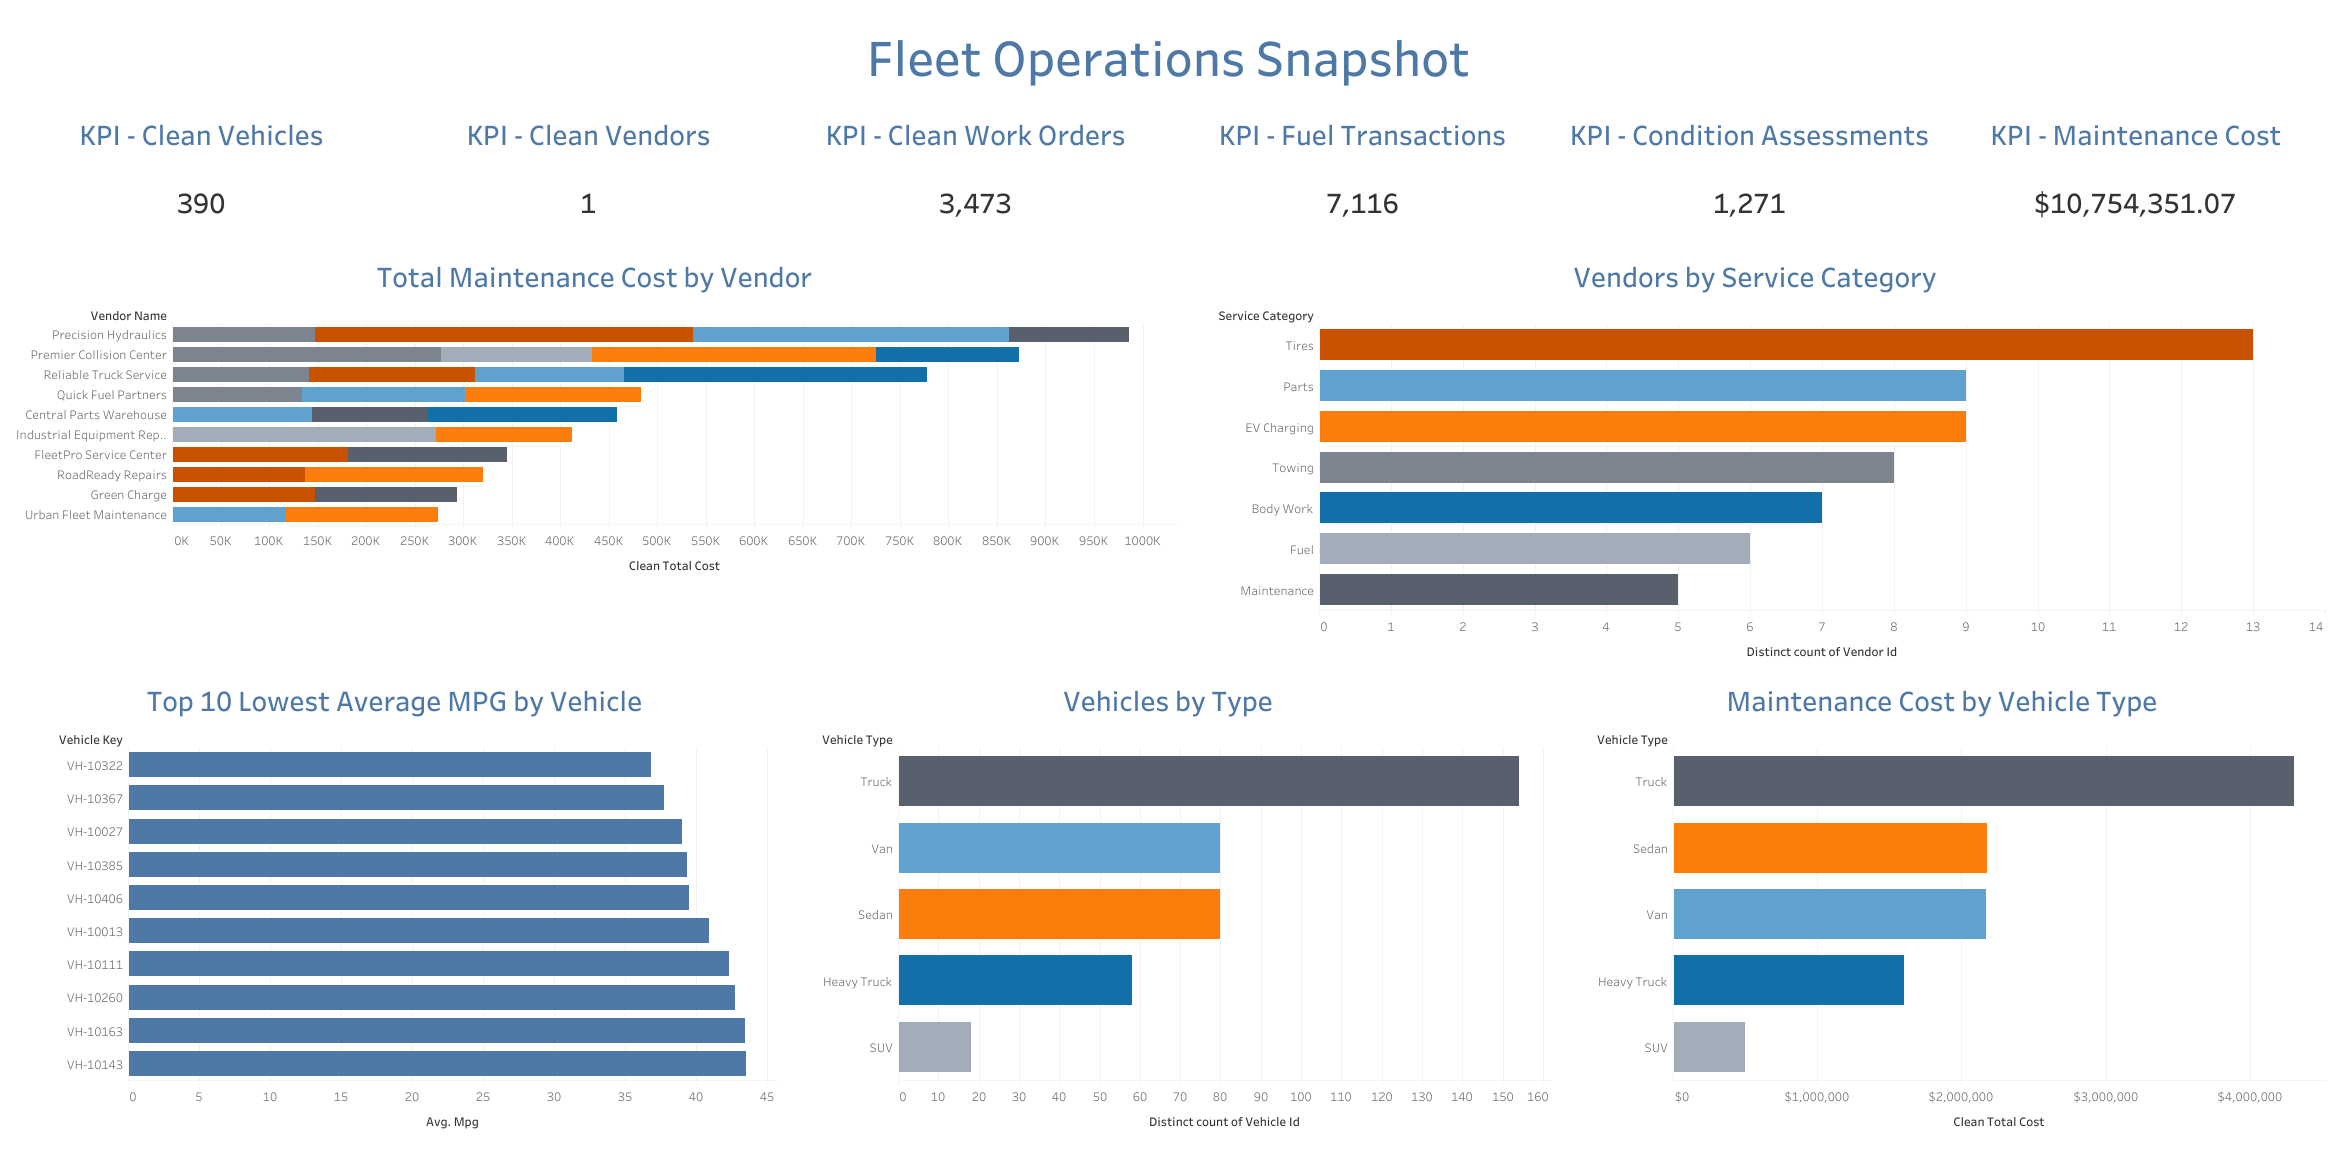 Fleet Operations Snapshot
KPI - Clean Vehicles
KPI - Clean Vendors
KPI - Clean Work Orders
KPI - Fuel Transactions
KPI - Condition Assessments
KPI - Maintenance Cost
390
1
3,473
7,116
1,271
$10,754,351.07
Total Maintenance Cost by Vendor
Vendor Name
Precision Hydraulics
Premier Collision Center
Reliable Truck Service
Quick Fuel Partners
Central Parts Warehouse
Industrial Equipment Rep..
FleetPro Service Center
RoadReady Repairs
Green Charge
Urban Fleet Maintenance
0K 50K 100K 150K 200K 250K 300K 350K 400K 450K 500K 550K 600K 650K 700K 750K 800K 850K 900K 950K 1000K
Clean Total Cost
Vendors by Service Category
Service Category
Tires
Parts
EV Charging
Towing
Body Work
Fuel
Maintenance
0 1 2 3 4 5 6 7 8 9 10 11 12 13 14
Distinct count of Vendor Id
Top 10 Lowest Average MPG by Vehicle
Vehicle Key
VH-10322
VH-10367
VH-10027
VH-10385
VH-10406
VH-10013
VH-10111
VH-10260
VH-10163
VH-10143
0 5 10 15 20 25 30 35 40 45
Avg. Mpg
Vehicles by Type
Vehicle Type
Truck
Van
Sedan
Heavy Truck
SUV
0 10 20 30 40 50 60 70 80 90 100 110 120 130 140 150 160
Distinct count of Vehicle Id
Maintenance Cost by Vehicle Type
Vehicle Type
Truck
Sedan
Van
Heavy Truck
SUV
$0 $1,000,000 $2,000,000 $3,000,000 $4,000,000
Clean Total Cost